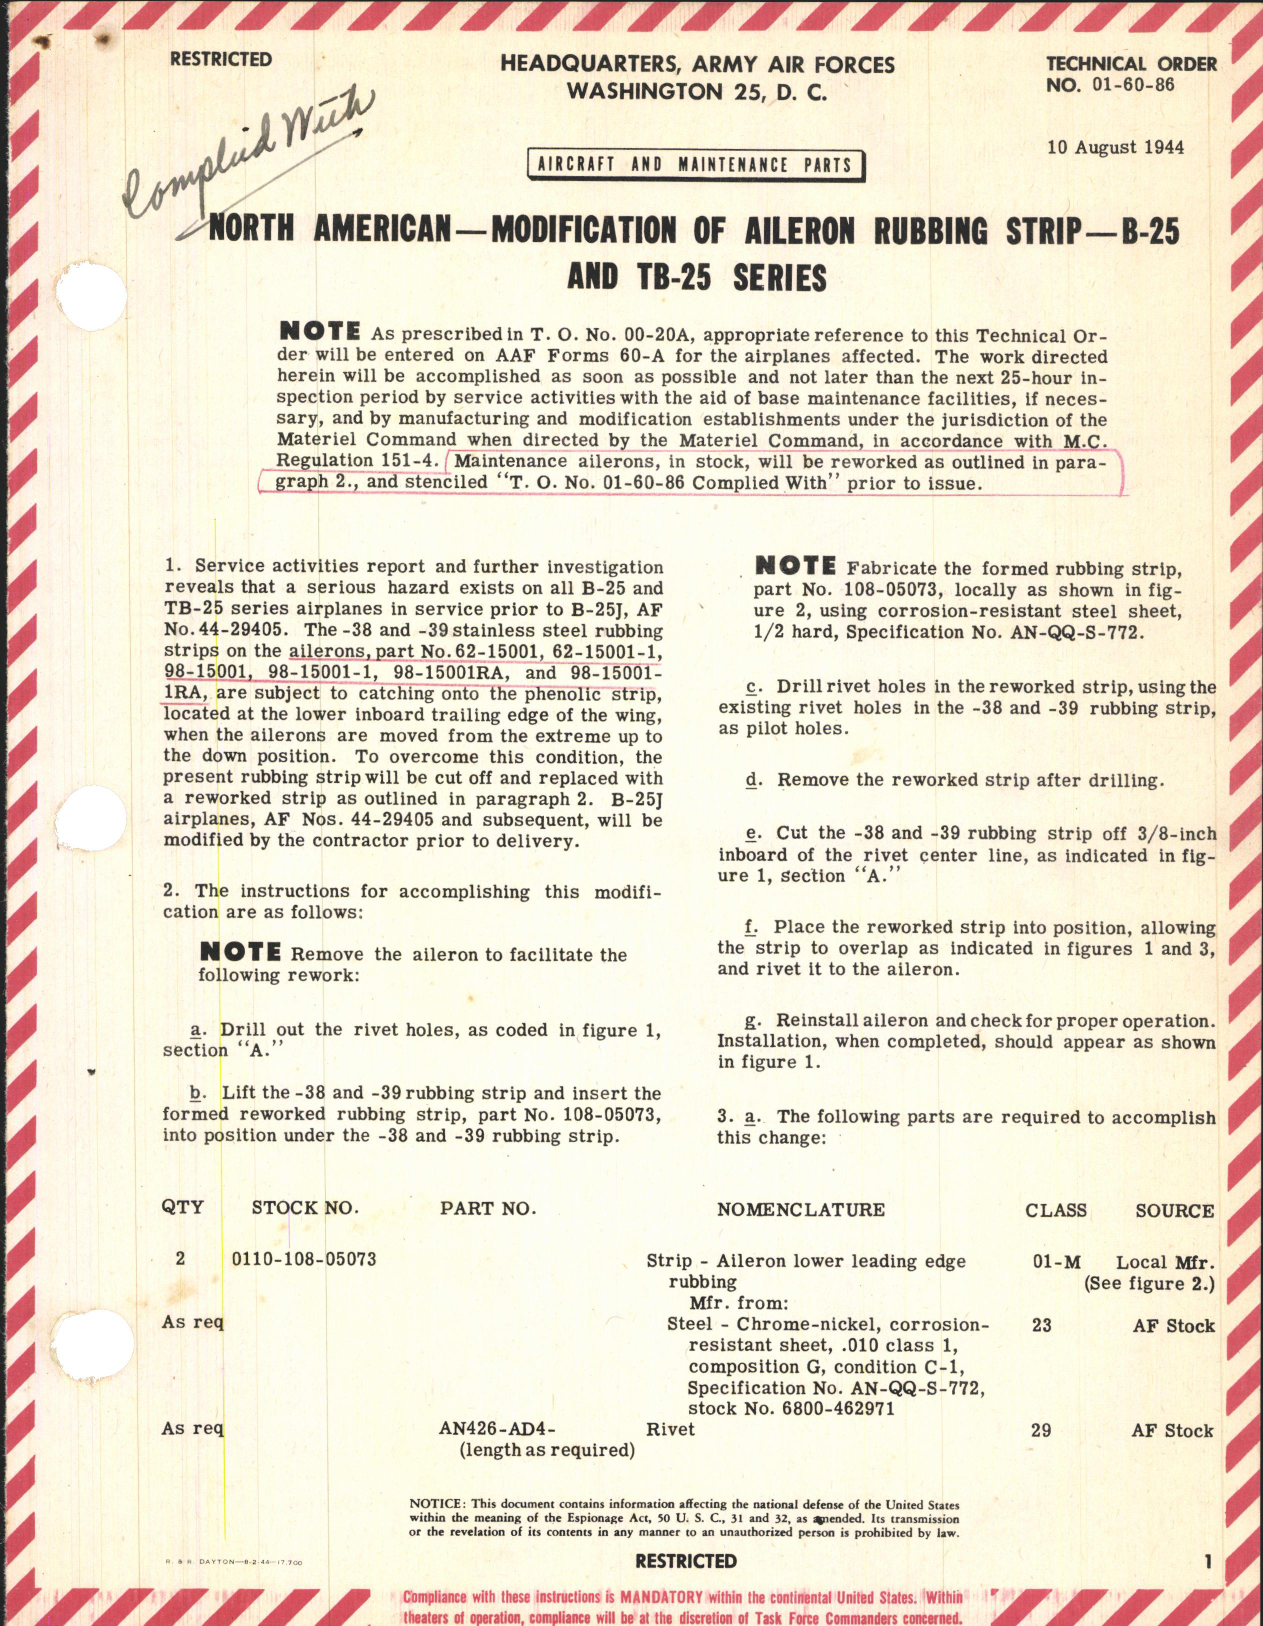 RESTRICTED
HEADQUARTERS, ARMY AIR FORCES
WASHINGTON 25, D. C.
TECHNICAL ORDER
NO. 01-60-86
10 August 1944
Complied With
AIRCRAFT AND MAINTENANCE PARTS
NORTH AMERICAN—MODIFICATION OF AILERON RUBBING STRIP—B-25
AND TB-25 SERIES
NOTE As prescribed in T. O. No. 00-20A, appropriate reference to this Technical Or-
der will be entered on AAF Forms 60-A for the airplanes affected. The work directed
herein will be accomplished as soon as possible and not later than the next 25-hour in-
spection period by service activities with the aid of base maintenance facilities, if neces-
sary, and by manufacturing and modification establishments under the jurisdiction of the
Materiel Command when directed by the Materiel Command, in accordance with M.C.
Regulation 151-4. Maintenance ailerons, in stock, will be reworked as outlined in para-
graph 2., and stenciled "T. O. No. 01-60-86 Complied With" prior to issue.
1. Service activities report and further investigation
reveals that a serious hazard exists on all B-25 and
TB-25 series airplanes in service prior to B-25J, AF
No. 44-29405. The -38 and -39 stainless steel rubbing
strips on the ailerons, part No. 62-15001, 62-15001-1,
98-15001, 98-15001-1, 98-15001RA, and 98-15001-
1RA, are subject to catching onto the phenolic strip,
located at the lower inboard trailing edge of the wing,
when the ailerons are moved from the extreme up to
the down position. To overcome this condition, the
present rubbing strip will be cut off and replaced with
a reworked strip as outlined in paragraph 2. B-25J
airplanes, AF Nos. 44-29405 and subsequent, will be
modified by the contractor prior to delivery.
2. The instructions for accomplishing this modifi-
cation are as follows:
NOTE Remove the aileron to facilitate the
following rework:
a. Drill out the rivet holes, as coded in figure 1,
section "A."
b. Lift the -38 and -39 rubbing strip and insert the
formed reworked rubbing strip, part No. 108-05073,
into position under the -38 and -39 rubbing strip.
NOTE Fabricate the formed rubbing strip,
part No. 108-05073, locally as shown in fig-
ure 2, using corrosion-resistant steel sheet,
1/2 hard, Specification No. AN-QQ-S-772.
c. Drill rivet holes in the reworked strip, using the
existing rivet holes in the -38 and -39 rubbing strip,
as pilot holes.
d. Remove the reworked strip after drilling.
e. Cut the -38 and -39 rubbing strip off 3/8-inch
inboard of the rivet center line, as indicated in fig-
ure 1, section "A."
f. Place the reworked strip into position, allowing
the strip to overlap as indicated in figures 1 and 3,
and rivet it to the aileron.
g. Reinstall aileron and check for proper operation.
Installation, when completed, should appear as shown
in figure 1.
3. a. The following parts are required to accomplish
this change:
QTY STOCK NO. PART NO. NOMENCLATURE CLASS SOURCE
2 0110-108-05073 Strip - Aileron lower leading edge 01-M Local Mfr.
rubbing (See figure 2.)
Mfr. from:
As req Steel - Chrome-nickel, corrosion- 23 AF Stock
resistant sheet, .010 class 1,
composition G, condition C-1,
Specification No. AN-QQ-S-772,
stock No. 6800-462971
As req AN426-AD4- Rivet 29 AF Stock
(length as required)
NOTICE: This document contains information affecting the national defense of the United States
within the meaning of the Espionage Act, 50 U. S. C., 31 and 32, as amended. Its transmission
or the revelation of its contents in any manner to an unauthorized person is prohibited by law.
R. & R. DAYTON—8-2-44—17,700
RESTRICTED
1
Compliance with these instructions is MANDATORY within the continental United States. Within
theaters of operation, compliance will be at the discretion of Task Force Commanders concerned.